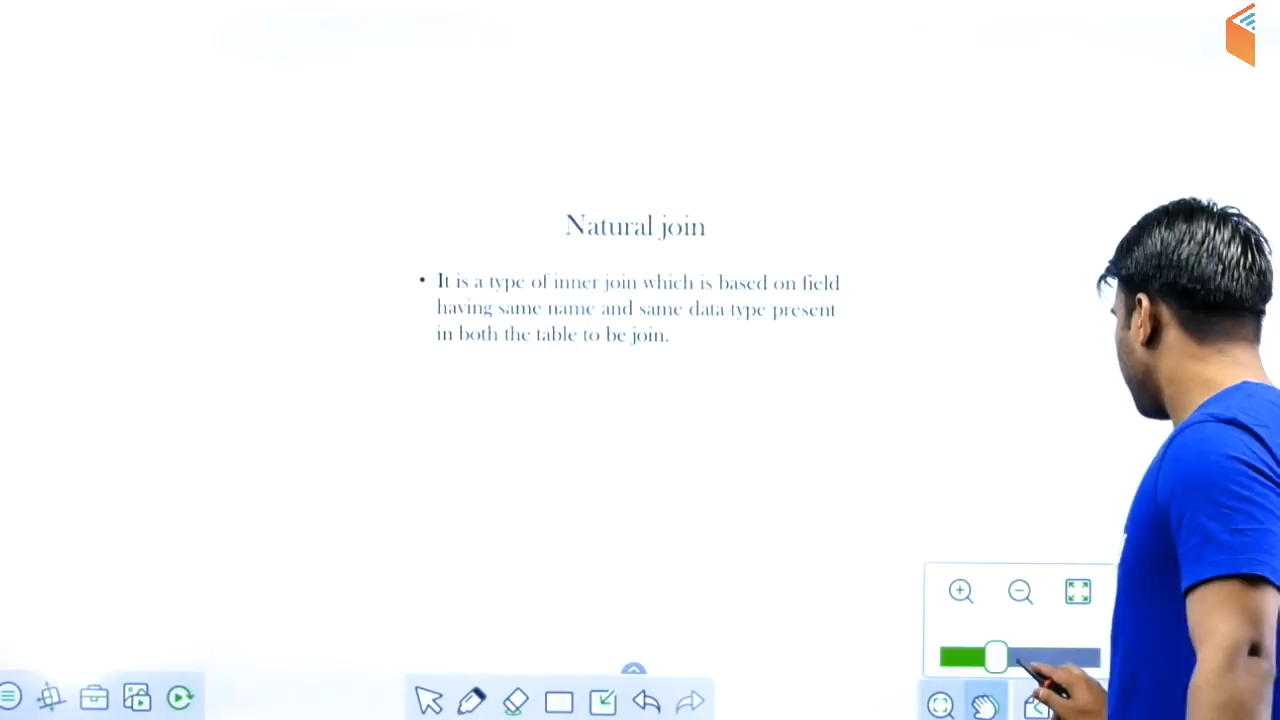 Natural join
• It is a type of inner join which is based on field
having same name and same data type present
in both the table to be join.